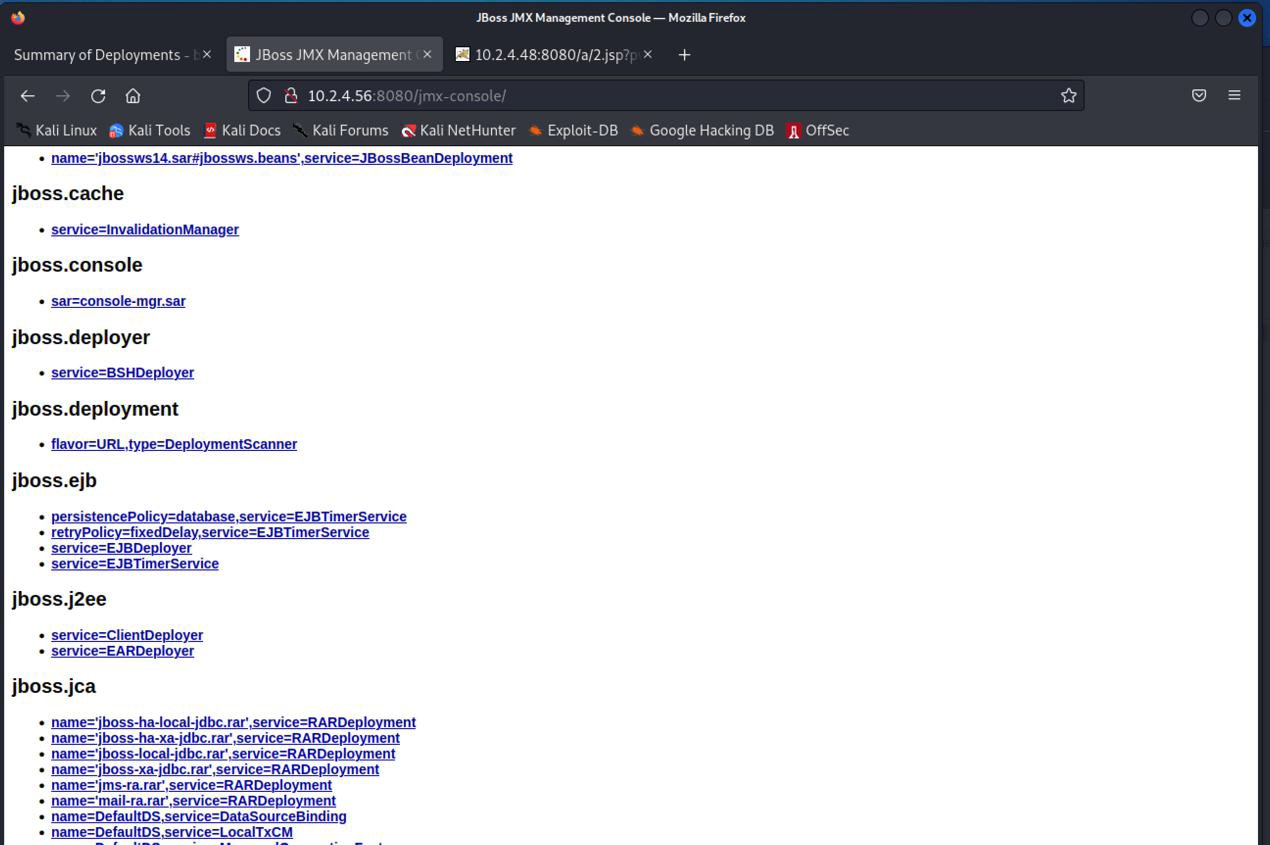 JBoss JMX Management Console — Mozilla Firefox
Summary of Deployments - b
JBoss JMX Management C
10.2.4.48:8080/a/2.jsp?p
10.2.4.56:8080/jmx-console/
Kali Linux Kali Tools Kali Docs Kali Forums Kali NetHunter Exploit-DB Google Hacking DB OffSec
• name='jbossws14.sar#jbossws.beans',service=JBossBeanDeployment
jboss.cache
• service=InvalidationManager
jboss.console
• sar=console-mgr.sar
jboss.deployer
• service=BSHDeployer
jboss.deployment
• flavor=URL,type=DeploymentScanner
jboss.ejb
• persistencePolicy=database,service=EJBTimerService
• retryPolicy=fixedDelay,service=EJBTimerService
• service=EJBDeployer
• service=EJBTimerService
jboss.j2ee
• service=ClientDeployer
• service=EARDeployer
jboss.jca
• name='jboss-ha-local-jdbc.rar',service=RARDeployment
• name='jboss-ha-xa-jdbc.rar',service=RARDeployment
• name='jboss-local-jdbc.rar',service=RARDeployment
• name='jboss-xa-jdbc.rar',service=RARDeployment
• name='jms-ra.rar',service=RARDeployment
• name='mail-ra.rar',service=RARDeployment
• name=DefaultDS,service=DataSourceBinding
• name=DefaultDS,service=LocalTxCM